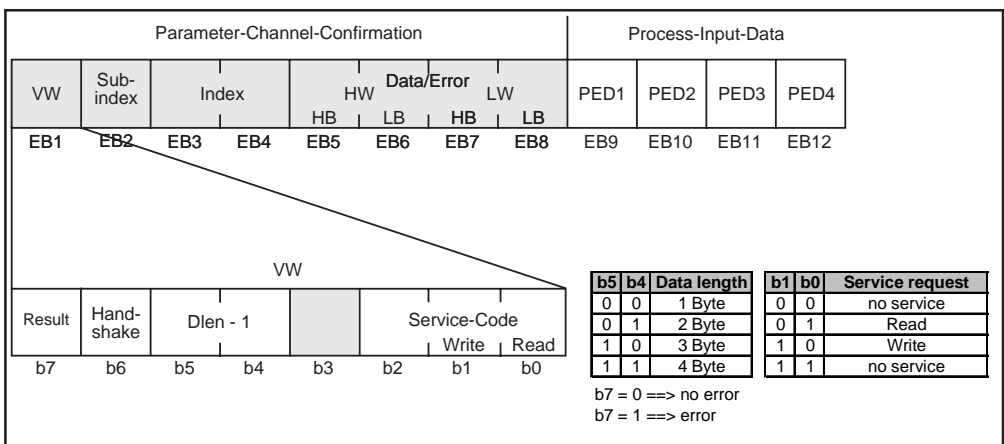 Parameter-Channel-Confirmation Process-Input-Data
VW Sub-index Index Data/Error HW LW PED1 PED2 PED3 PED4
HB LB HB LB
EB1 EB2 EB3 EB4 EB5 EB6 EB7 EB8 EB9 EB10 EB11 EB12
VW
Result Hand-shake Dlen - 1 Service-Code
Write Read
b7 b6 b5 b4 b3 b2 b1 b0
b5 b4 Data length
0 0 1 Byte
0 1 2 Byte
1 0 3 Byte
1 1 4 Byte
b1 b0 Service request
0 0 no service
0 1 Read
1 0 Write
1 1 no service
b7 = 0 ==> no error
b7 = 1 ==> error